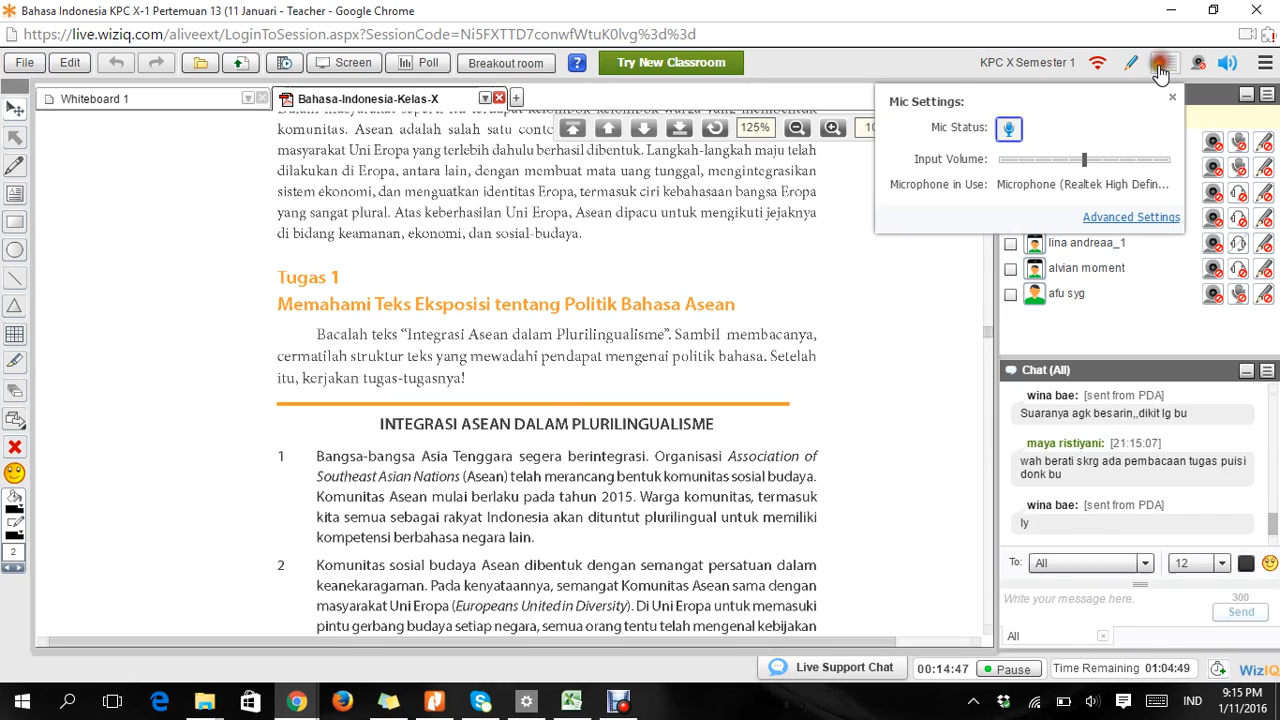 Bahasa Indonesia KPC X-1 Pertemuan 13 (11 Januari - Teacher - Google Chrome
https://live.wiziq.com/aliveext/LoginToSession.aspx?SessionCode=Ni5FXTTD7conwfWtuK0lvg%3d%3d
File Edit Screen Poll Breakout room ? Try New Classroom KPC X Semester 1
Whiteboard 1 Bahasa-Indonesia-Kelas-X +
125% 10
komunitas. Asean adalah salah satu conto
masyarakat Uni Eropa yang terlebih dahulu berhasil dibentuk. Langkah-langkah maju telah
dilakukan di Eropa, antara lain, dengan membuat mata uang tunggal, mengintegrasikan
sistem ekonomi, dan menguatkan identitas Eropa, termasuk ciri kebahasaan bangsa Eropa
yang sangat plural. Atas keberhasilan Uni Eropa, Asean dipacu untuk mengikuti jejaknya
di bidang keamanan, ekonomi, dan sosial-budaya.
Tugas 1
Memahami Teks Eksposisi tentang Politik Bahasa Asean
Bacalah teks “Integrasi Asean dalam Plurilingualisme”. Sambil membacanya,
cermatilah struktur teks yang mewadahi pendapat mengenai politik bahasa. Setelah
itu, kerjakan tugas-tugasnya!
INTEGRASI ASEAN DALAM PLURILINGUALISME
1 Bangsa-bangsa Asia Tenggara segera berintegrasi. Organisasi Association of
Southeast Asian Nations (Asean) telah merancang bentuk komunitas sosial budaya.
Komunitas Asean mulai berlaku pada tahun 2015. Warga komunitas, termasuk
kita semua sebagai rakyat Indonesia akan dituntut plurilingual untuk memiliki
kompetensi berbahasa negara lain.
2 Komunitas sosial budaya Asean dibentuk dengan semangat persatuan dalam
keanekaragaman. Pada kenyataannya, semangat Komunitas Asean sama dengan
masyarakat Uni Eropa (Europeans United in Diversity). Di Uni Eropa untuk memasuki
pintu gerbang budaya setiap negara, semua orang tentu telah mengenal kebijakan
Mic Settings:
Mic Status:
Input Volume:
Microphone in Use: Microphone (Realtek High Defin...
Advanced Settings
lina andreaa_1
alvian moment
afu syg
Chat (All)
wina bae: [sent from PDA]
Suaranya agk besarin,,dikit lg bu
maya ristiyani: [21:15:07]
wah berati skrg ada pembacaan tugas puisi
donk bu
wina bae: [sent from PDA]
Iy
To: All 12
300
Write your message here.
Send
All
2
Live Support Chat 00:14:47 Pause Time Remaining 01:04:49 WizIQ
IND
9:15 PM
1/11/2016